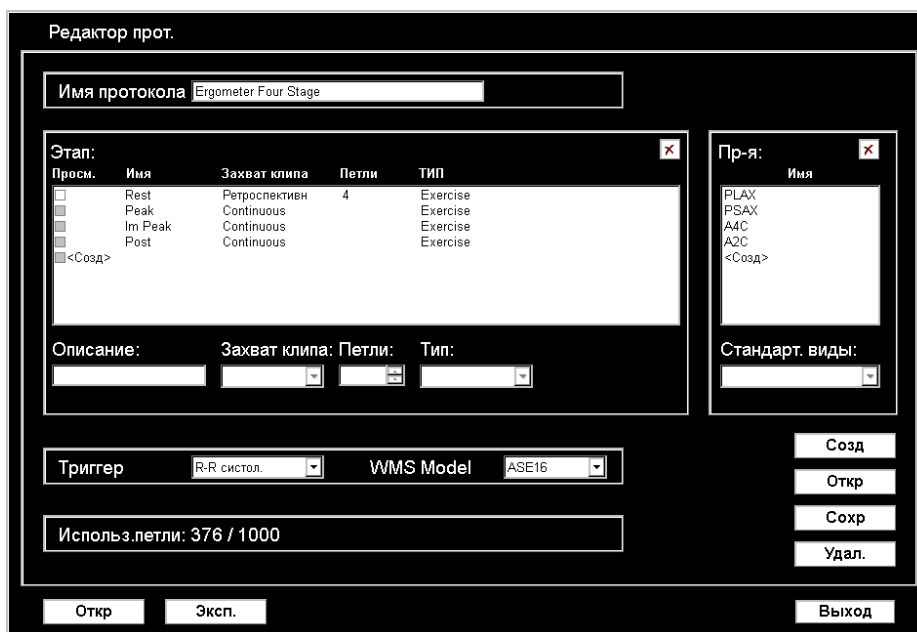 Редактор прот.
Имя протокола Ergometer Four Stage
Этап:
Просм. Имя Захват клипа Петли ТИП
Rest Ретроспективн 4 Exercise
Peak Continuous Exercise
Im Peak Continuous Exercise
Post Continuous Exercise
<Созд>
Описание: Захват клипа: Петли: Тип:
Пр-я:
Имя
PLAX
PSAX
A4C
A2C
<Созд>
Стандарт. виды:
Триггер R-R систол. WMS Model ASE16
Использ.петли: 376 / 1000
Созд
Откр
Сохр
Удал.
Откр Эксп. Выход